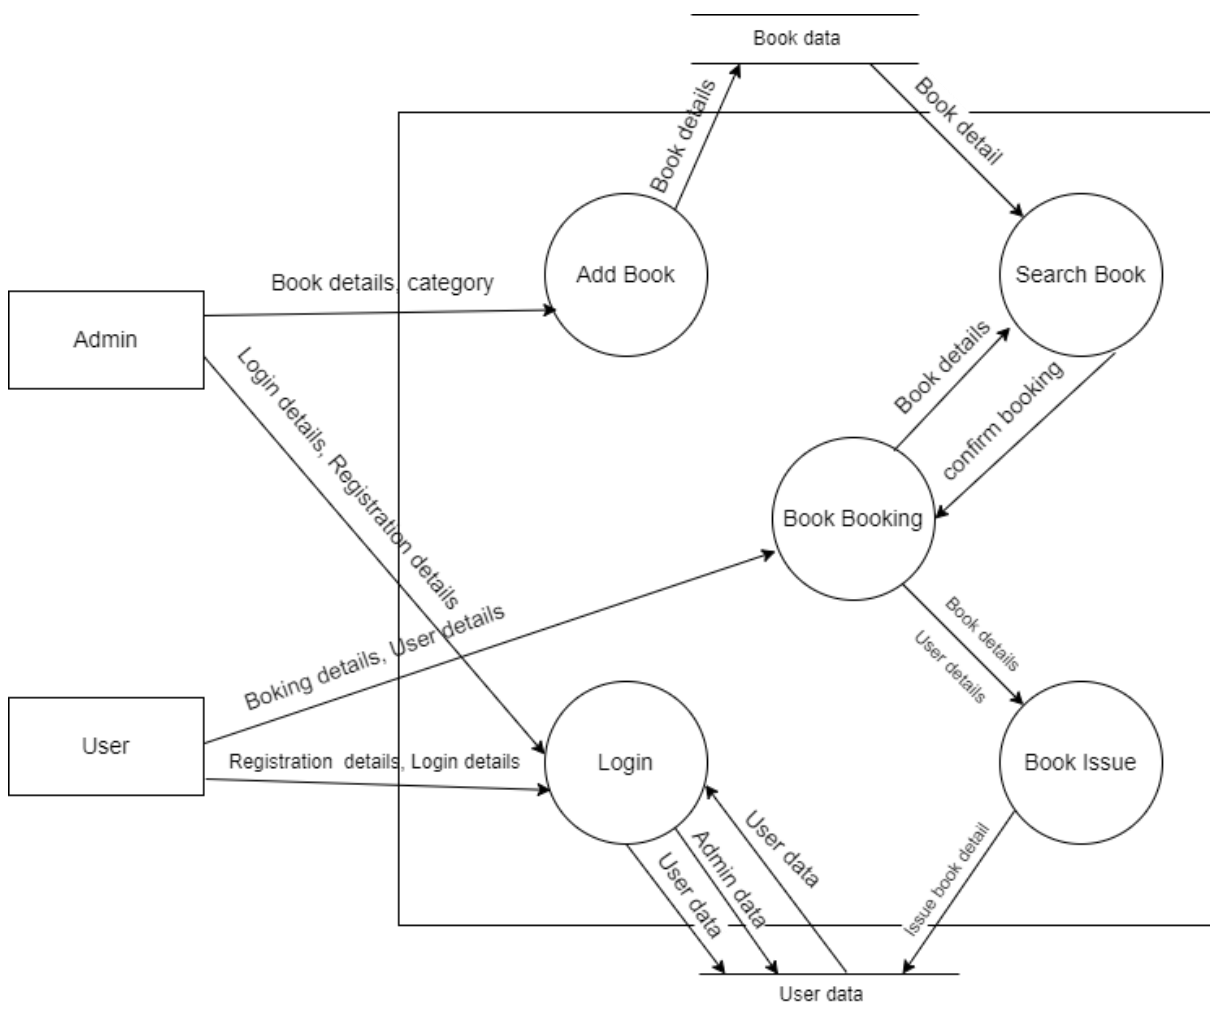 Book data
Book details
Book detail
Add Book
Search Book
Book details, category
Admin
Login details, Registration details
Book details
confirm booking
Book Booking
Boking details, User details
Book details
User details
User
Registration details, Login details
Login
Book Issue
User data
Admin data
User data
Issue book detail
User data